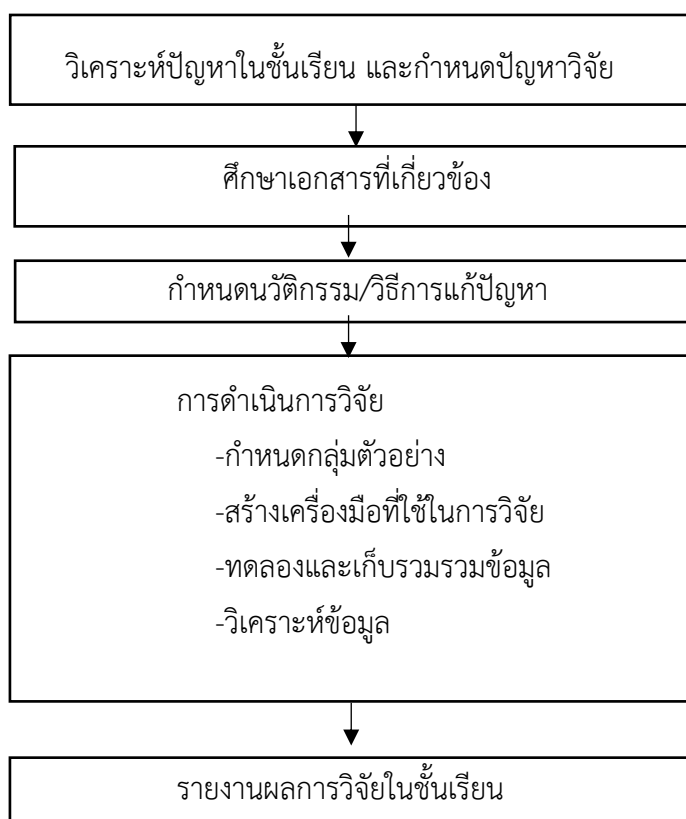 วิเคราะห์ปัญหาในชั้นเรียน และกำหนดปัญหาวิจัย
ศึกษาเอกสารที่เกี่ยวข้อง
กำหนดนวัติกรรม/วิธีการแก้ปัญหา
การดำเนินการวิจัย
-กำหนดกลุ่มตัวอย่าง
-สร้างเครื่องมือที่ใช้ในการวิจัย
-ทดลองและเก็บรวมรวมข้อมูล
-วิเคราะห์ข้อมูล
รายงานผลการวิจัยในชั้นเรียน